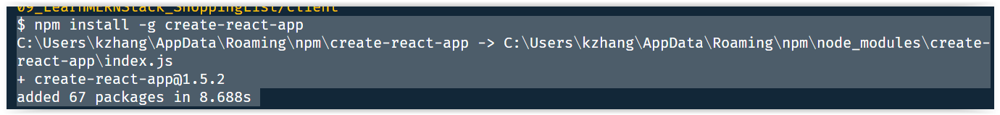 09_LearnMERNStack_ShoppingList/client
$ npm install -g create-react-app
C:\Users\kzhang\AppData\Roaming\npm\create-react-app -> C:\Users\kzhang\AppData\Roaming\npm\node_modules\create-
react-app\index.js
+ create-react-app@1.5.2
added 67 packages in 8.688s